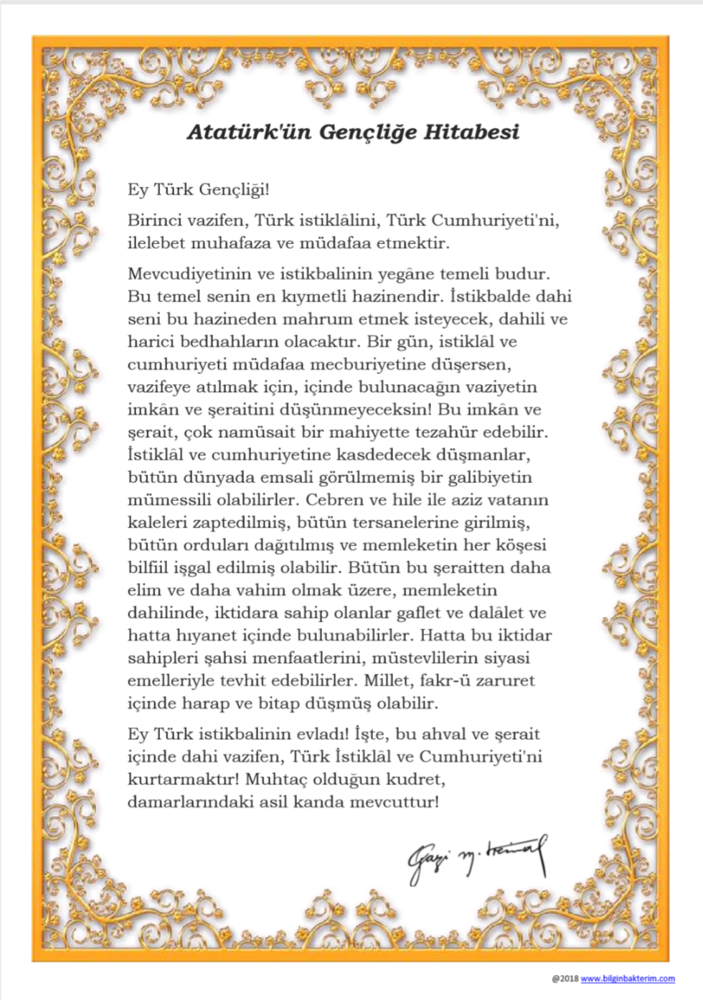 Atatürk'ün Gençliğe Hitabesi
Ey Türk Gençliği!
Birinci vazifen, Türk istiklâlini, Türk Cumhuriyeti'ni,
ilelebet muhafaza ve müdafaa etmektir.
Mevcudiyetinin ve istikbalinin yegâne temeli budur.
Bu temel senin en kıymetli hazinendir. İstikbalde dahi
seni bu hazineden mahrum etmek isteyecek, dahili ve
harici bedhahların olacaktır. Bir gün, istiklâl ve
cumhuriyeti müdafaa mecburiyetine düşersen,
vazifeye atılmak için, içinde bulunacağın vaziyetin
imkân ve şeraitini düşünmeyeceksin! Bu imkân ve
şerait, çok namüsait bir mahiyette tezahür edebilir.
İstiklâl ve cumhuriyetine kasdedecek düşmanlar,
bütün dünyada emsali görülmemiş bir galibiyetin
mümessili olabilirler. Cebren ve hile ile aziz vatanın
kaleleri zaptedilmiş, bütün tersanelerine girilmiş,
bütün orduları dağıtılmış ve memleketin her köşesi
bilfiil işgal edilmiş olabilir. Bütün bu şeraitten daha
elim ve daha vahim olmak üzere, memleketin
dahilinde, iktidara sahip olanlar gaflet ve dalâlet ve
hatta hıyanet içinde bulunabilirler. Hatta bu iktidar
sahipleri şahsi menfaatlerini, müstevlilerin siyasi
emelleriyle tevhit edebilirler. Millet, fakr-ü zaruret
içinde harap ve bitap düşmüş olabilir.
Ey Türk istikbalinin evladı! İşte, bu ahval ve şerait
içinde dahi vazifen, Türk İstiklâl ve Cumhuriyeti'ni
kurtarmaktır! Muhtaç olduğun kudret,
damarlarındaki asil kanda mevcuttur!
Gazi M. Kemal
@2018 www.bilginbakterim.com